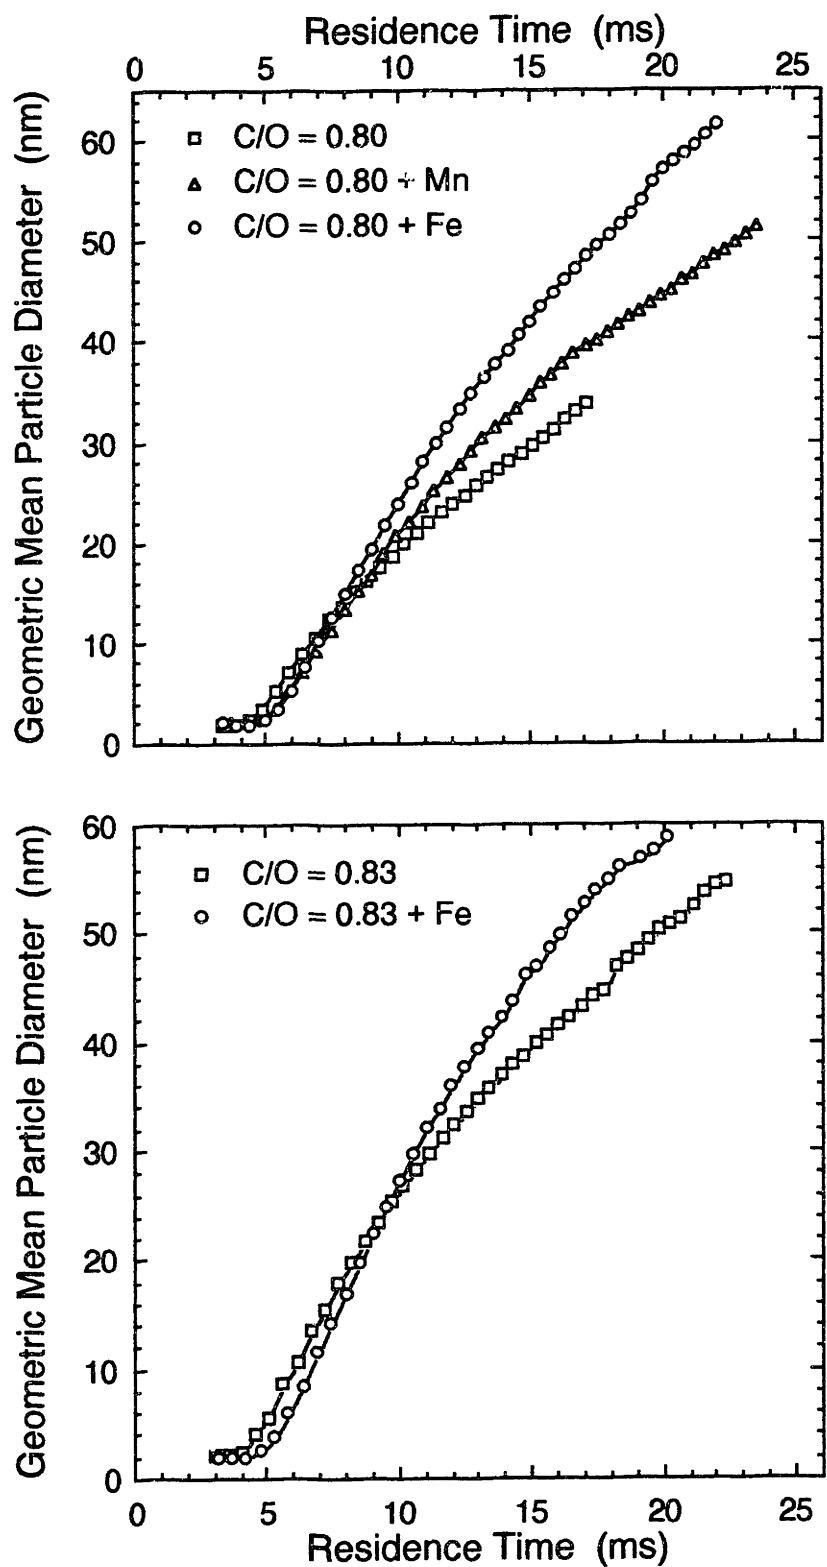 Residence Time (ms)
0 5 10 15 20 25
Geometric Mean Particle Diameter (nm)
60
50
40
30
20
10
0
C/O = 0.80
C/O = 0.80 + Mn
C/O = 0.80 + Fe
Geometric Mean Particle Diameter (nm)
60
50
40
30
20
10
0
C/O = 0.83
C/O = 0.83 + Fe
0 5 10 15 20 25
Residence Time (ms)